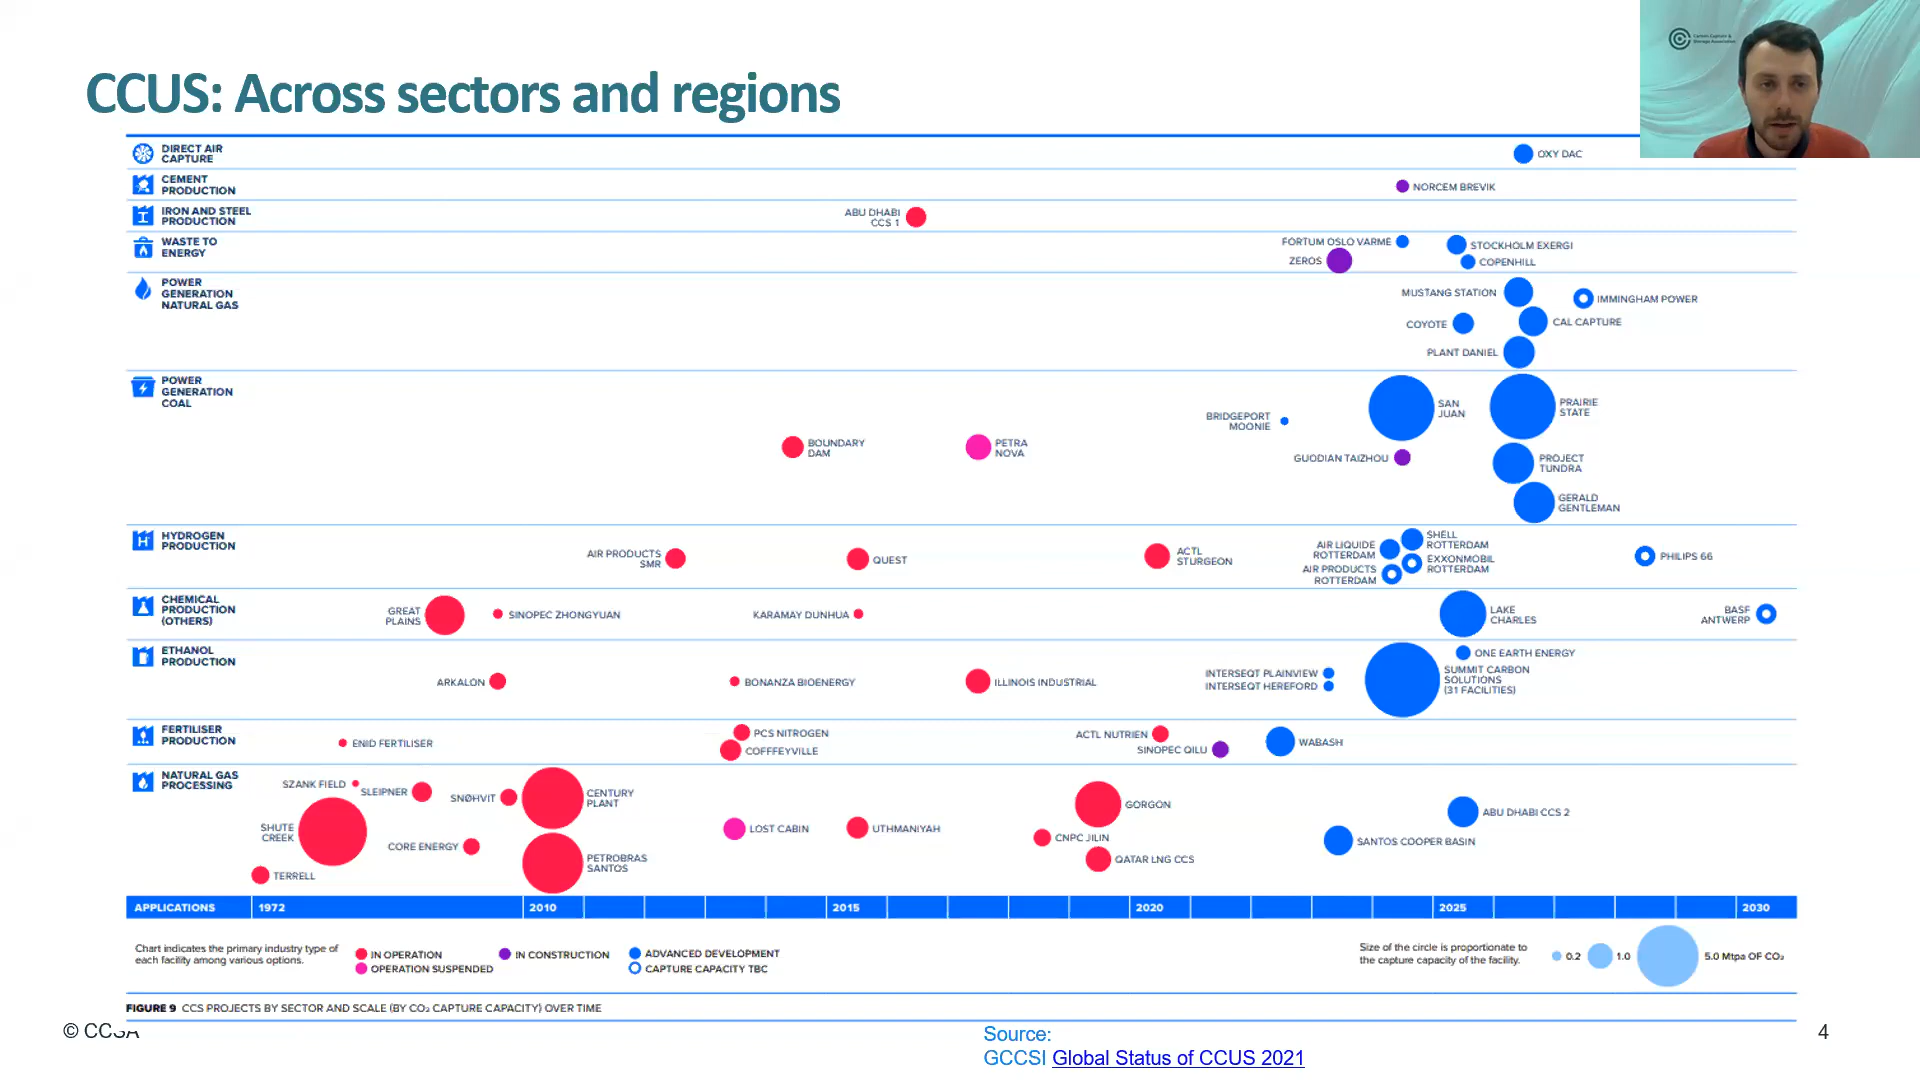 CCUS: Across sectors and regions
DIRECT AIR
CAPTURE
OXY DAC
CEMENT
PRODUCTION
NORCEM BREVIK
IRON AND STEEL
PRODUCTION
ABU DHABI
CCS 1
WASTE TO
ENERGY
FORTUM OSLO VARME
STOCKHOLM EXERGI
ZEROS
COPENHILL
POWER
GENERATION
NATURAL GAS
MUSTANG STATION
IMMINGHAM POWER
COYOTE
CAL CAPTURE
PLANT DANIEL
POWER
GENERATION
COAL
BOUNDARY
DAM
PETRA
NOVA
BRIDGEPORT
MOONIE
SAN
JUAN
PRAIRIE
STATE
GUODIAN TAIZHOU
PROJECT
TUNDRA
GERALD
GENTLEMAN
HYDROGEN
PRODUCTION
AIR PRODUCTS
SMR
QUEST
ACTL
STURGEON
AIR LIQUIDE
ROTTERDAM
SHELL
ROTTERDAM
AIR PRODUCTS
ROTTERDAM
EXXONMOBIL
ROTTERDAM
PHILIPS 66
CHEMICAL
PRODUCTION
(OTHERS)
GREAT
PLAINS
SINOPEC ZHONGYUAN
KARAMAY DUNHUA
LAKE
CHARLES
BASF
ANTWERP
ETHANOL
PRODUCTION
ARKALON
BONANZA BIOENERGY
ILLINOIS INDUSTRIAL
INTERSEQT PLAINVIEW
INTERSEQT HEREFORD
ONE EARTH ENERGY
SUMMIT CARBON
SOLUTIONS
(31 FACILITIES)
FERTILISER
PRODUCTION
ENID FERTILISER
PCS NITROGEN
COFFFEYVILLE
ACTL NUTRIEN
SINOPEC QILU
WABASH
NATURAL GAS
PROCESSING
SZANK FIELD
SLEIPNER
SNØHVIT
CENTURY
PLANT
SHUTE
CREEK
CORE ENERGY
PETROBRAS
SANTOS
TERRELL
LOST CABIN
UTHMANIYAH
GORGON
CNPC JILIN
QATAR LNG CCS
ABU DHABI CCS 2
SANTOS COOPER BASIN
APPLICATIONS 1972 2010 2015 2020 2025 2030
Chart indicates the primary industry type of
each facility among various options.
IN OPERATION
OPERATION SUSPENDED
IN CONSTRUCTION
ADVANCED DEVELOPMENT
CAPTURE CAPACITY TBC
Size of the circle is proportionate to
the capture capacity of the facility.
0.2 1.0 5.0 Mtpa OF CO₂
FIGURE 9 CCS PROJECTS BY SECTOR AND SCALE (BY CO₂ CAPTURE CAPACITY) OVER TIME
© CCSA
Source:
GCCSI Global Status of CCUS 2021
4